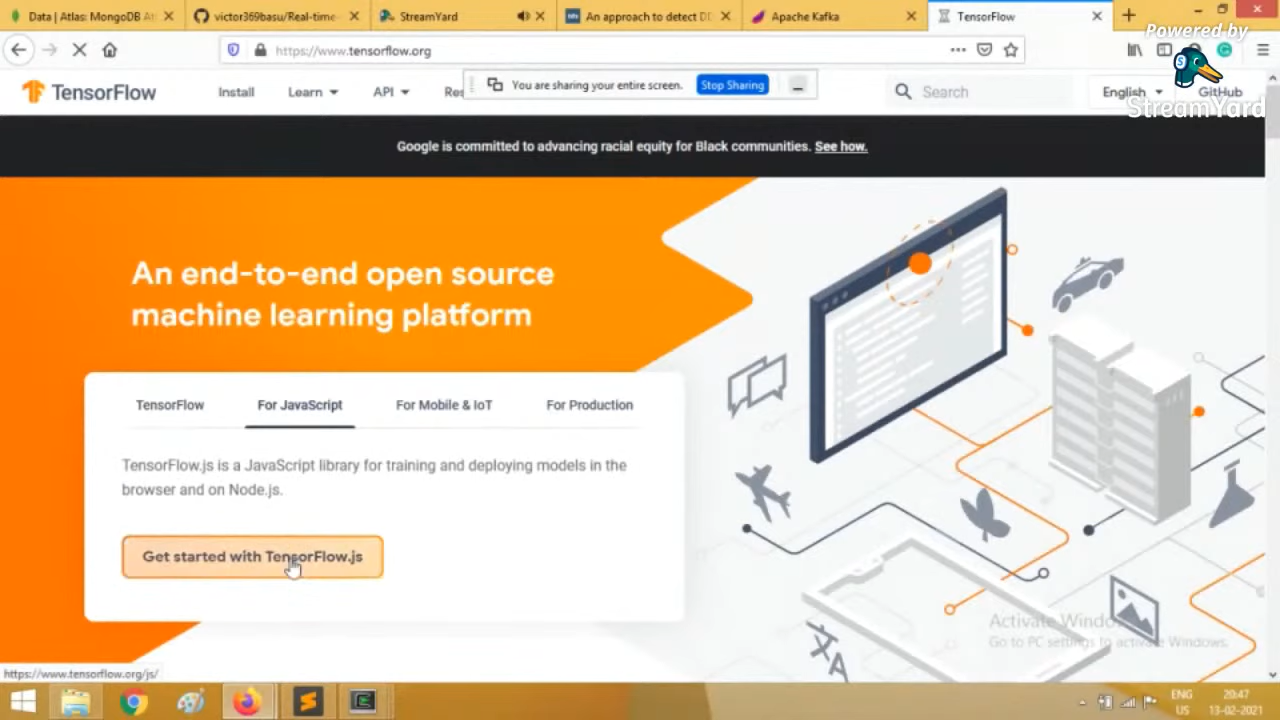 Data | Atlas: MongoDB At
victor369basu/Real-time-
StreamYard
An approach to detect DD
Apache Kafka
TensorFlow
Powered by
https://www.tensorflow.org
StreamYard
TensorFlow
Install
Learn
API
Res
You are sharing your entire screen.
Stop Sharing
Search
English
GitHub
Google is committed to advancing racial equity for Black communities. See how.
An end-to-end open source
machine learning platform
TensorFlow
For JavaScript
For Mobile & IoT
For Production
TensorFlow.js is a JavaScript library for training and deploying models in the
browser and on Node.js.
Get started with TensorFlow.js
Activate Windo
Go to PC settings to activate Windows.
https://www.tensorflow.org/js/
ENG
US
20:47
13-02-2021